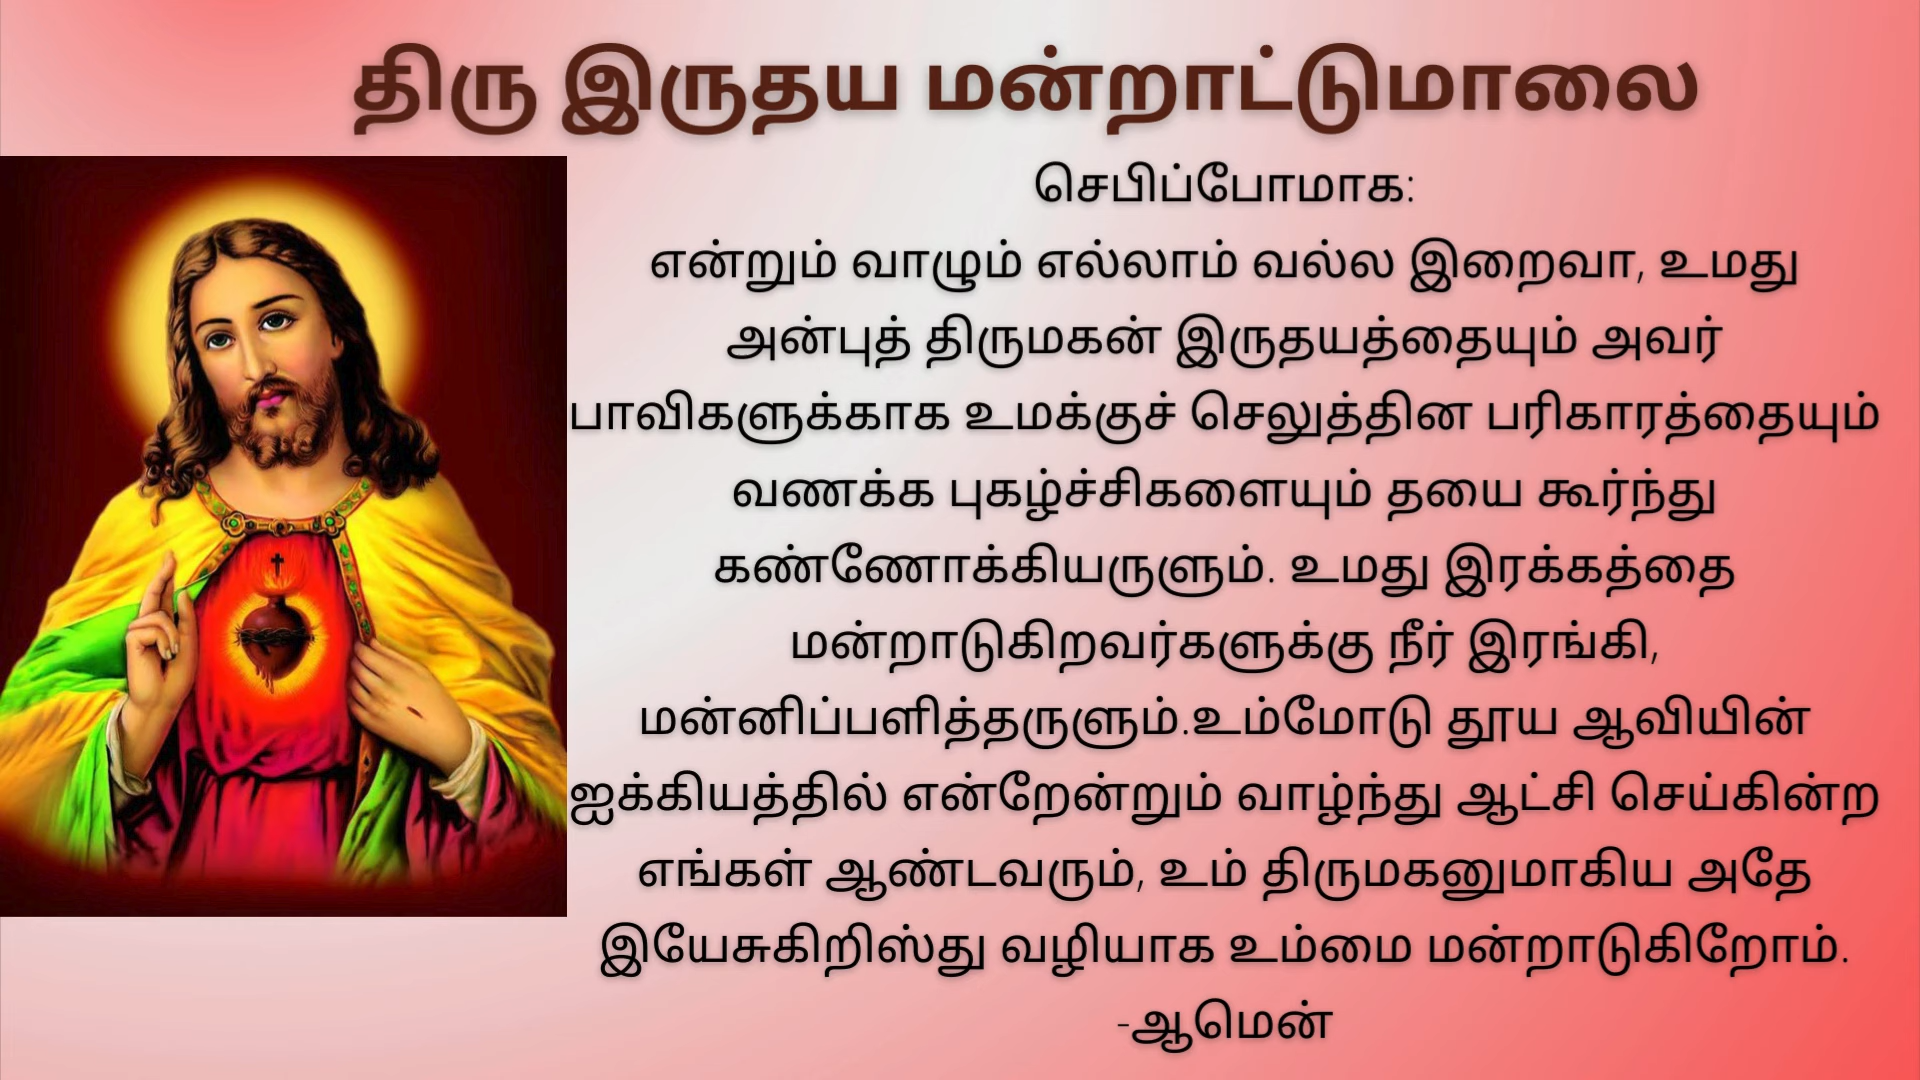 திரு இருதய மன்றாட்டுமாலை
செபிப்போமாக:
என்றும் வாழும் எல்லாம் வல்ல இறைவா, உமது
அன்புத் திருமகன் இருதயத்தையும் அவர்
பாவிகளுக்காக உமக்குச் செலுத்தின பரிகாரத்தையும்
வணக்க புகழ்ச்சிகளையும் தயை கூர்ந்து
கண்ணோக்கியருளும். உமது இரக்கத்தை
மன்றாடுகிறவர்களுக்கு நீர் இரங்கி,
மன்னிப்பளித்தருளும்.உம்மோடு தூய ஆவியின்
ஐக்கியத்தில் என்றேன்றும் வாழ்ந்து ஆட்சி செய்கின்ற
எங்கள் ஆண்டவரும், உம் திருமகனுமாகிய அதே
இயேசுகிறிஸ்து வழியாக உம்மை மன்றாடுகிறோம்.
-ஆமென்